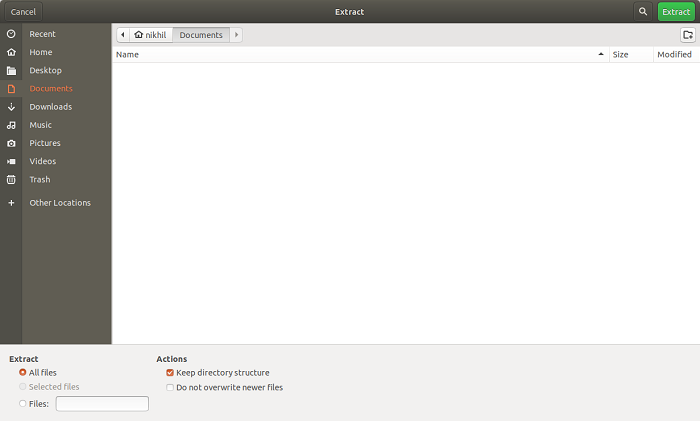 Cancel Extract Extract
Recent
Home
Desktop
Documents
Downloads
Music
Pictures
Videos
Trash
Other Locations
nikhil Documents
Name Size Modified
Extract
All files
Selected files
Files:
Actions
Keep directory structure
Do not overwrite newer files